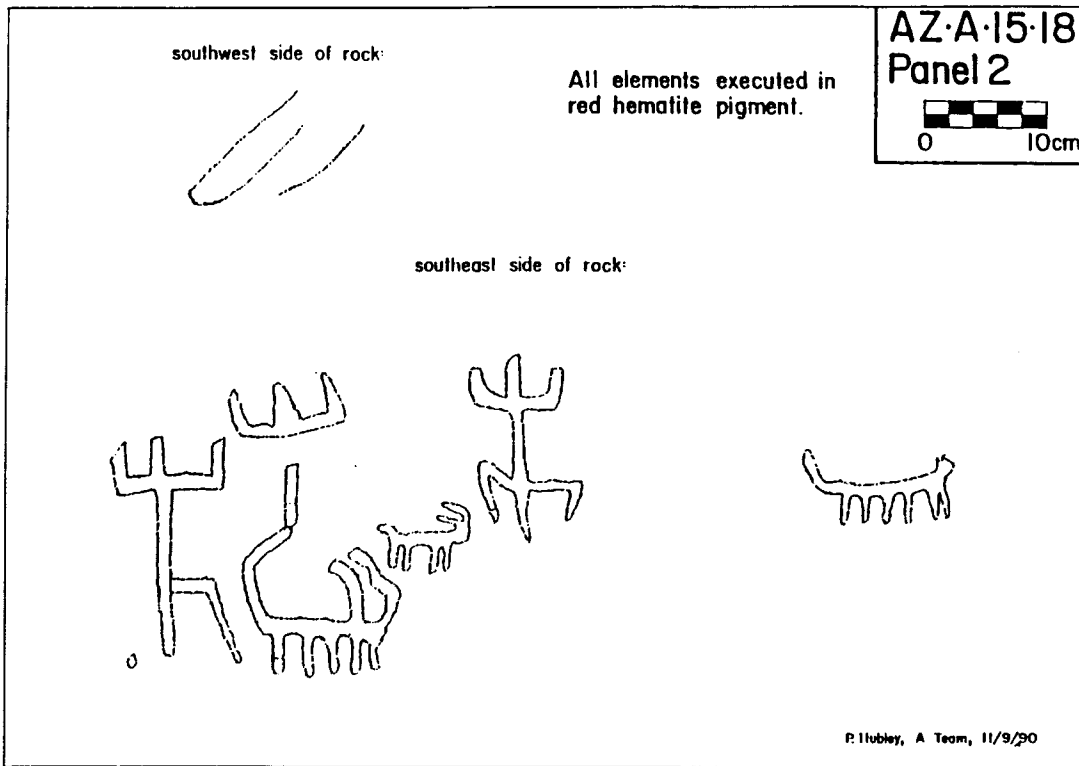 southwest side of rock:
All elements executed in
red hematite pigment.
AZ·A·15·18
Panel 2
0 10cm
southeast side of rock:
A Team, 11/9/90